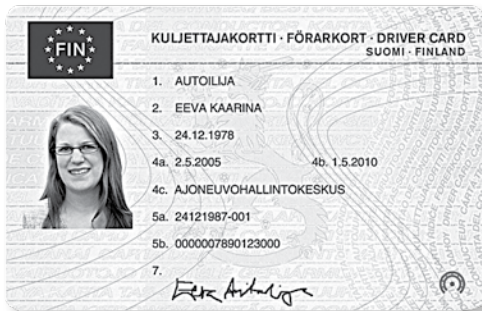 FIN
KULJETTAJAKORTTI · FÖRARKORT · DRIVER CARD
SUOMI · FINLAND
1. AUTOILIJA
2. EEVA KAARINA
3. 24.12.1978
4a. 2.5.2005 4b. 1.5.2010
4c. AJONEUVOHALLINTOKESKUS
5a. 24121987-001
5b. 0000007890123000
7.